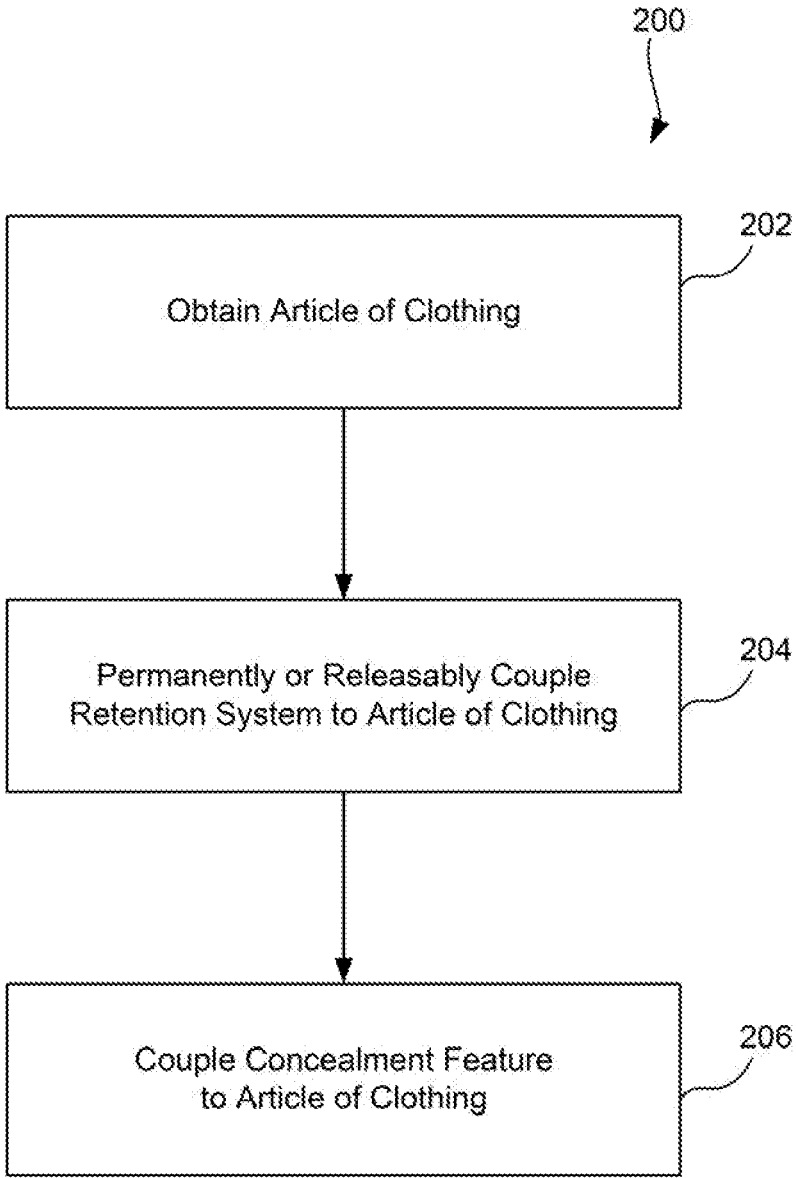 200
202
Obtain Article of Clothing
204
Permanently or Releasably Couple
Retention System to Article of Clothing
206
Couple Concealment Feature
to Article of Clothing